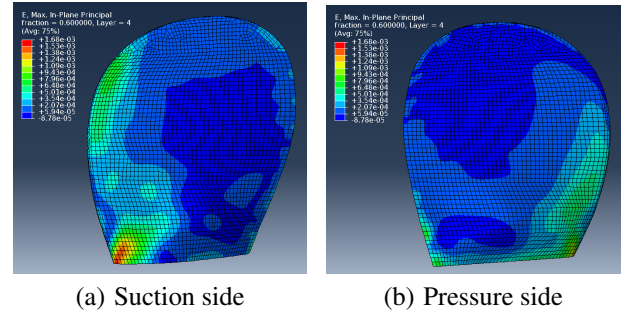 E, Max. In-Plane Principal
fraction = 0.600000, Layer = 4
(Avg: 75%)
+1.68e-03
+1.53e-03
+1.38e-03
+1.24e-03
+1.09e-03
+9.43e-04
+7.96e-04
+6.48e-04
+5.01e-04
+3.54e-04
+2.07e-04
+5.94e-05
-8.78e-05
E, Max. In-Plane Principal
fraction = 0.600000, Layer = 4
(Avg: 75%)
+1.68e-03
+1.53e-03
+1.38e-03
+1.24e-03
+1.09e-03
+9.43e-04
+7.96e-04
+6.48e-04
+5.01e-04
+3.54e-04
+2.07e-04
+5.94e-05
-8.78e-05
(a) Suction side
(b) Pressure side